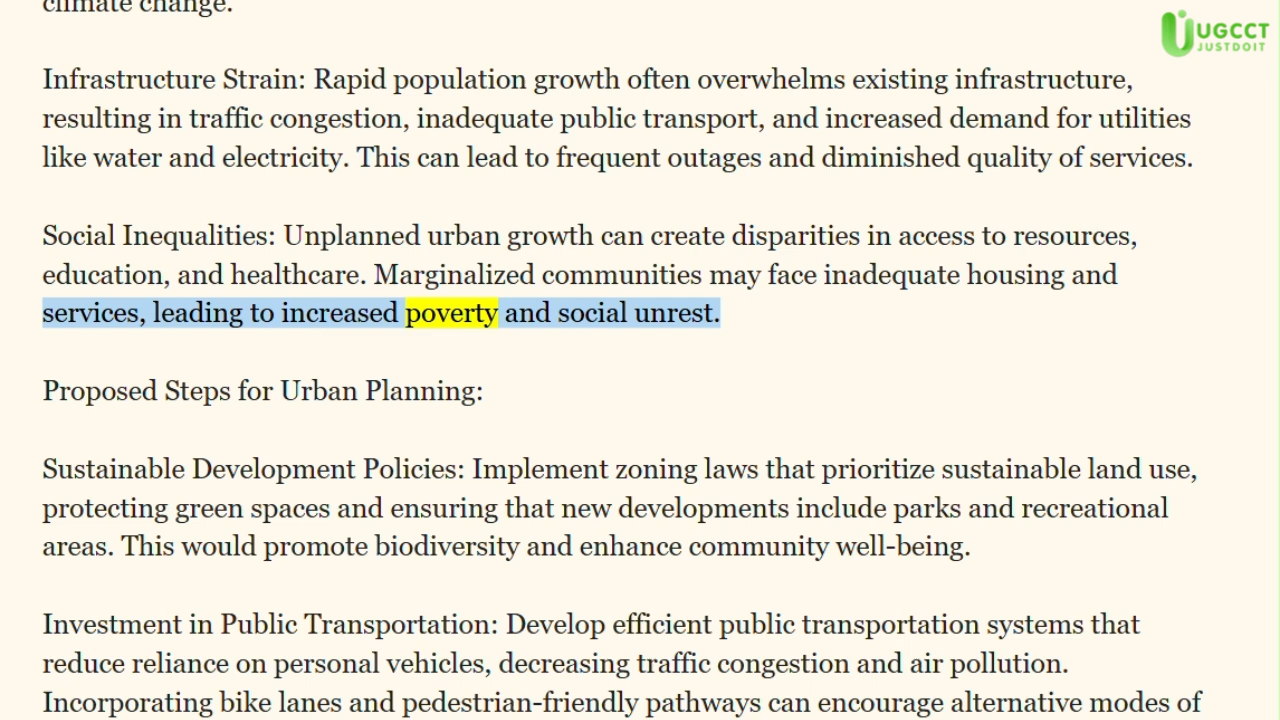 climate change.
UGCCT
JUSTDOIT
Infrastructure Strain: Rapid population growth often overwhelms existing infrastructure,
resulting in traffic congestion, inadequate public transport, and increased demand for utilities
like water and electricity. This can lead to frequent outages and diminished quality of services.
Social Inequalities: Unplanned urban growth can create disparities in access to resources,
education, and healthcare. Marginalized communities may face inadequate housing and
services, leading to increased poverty and social unrest.
Proposed Steps for Urban Planning:
Sustainable Development Policies: Implement zoning laws that prioritize sustainable land use,
protecting green spaces and ensuring that new developments include parks and recreational
areas. This would promote biodiversity and enhance community well-being.
Investment in Public Transportation: Develop efficient public transportation systems that
reduce reliance on personal vehicles, decreasing traffic congestion and air pollution.
Incorporating bike lanes and pedestrian-friendly pathways can encourage alternative modes of